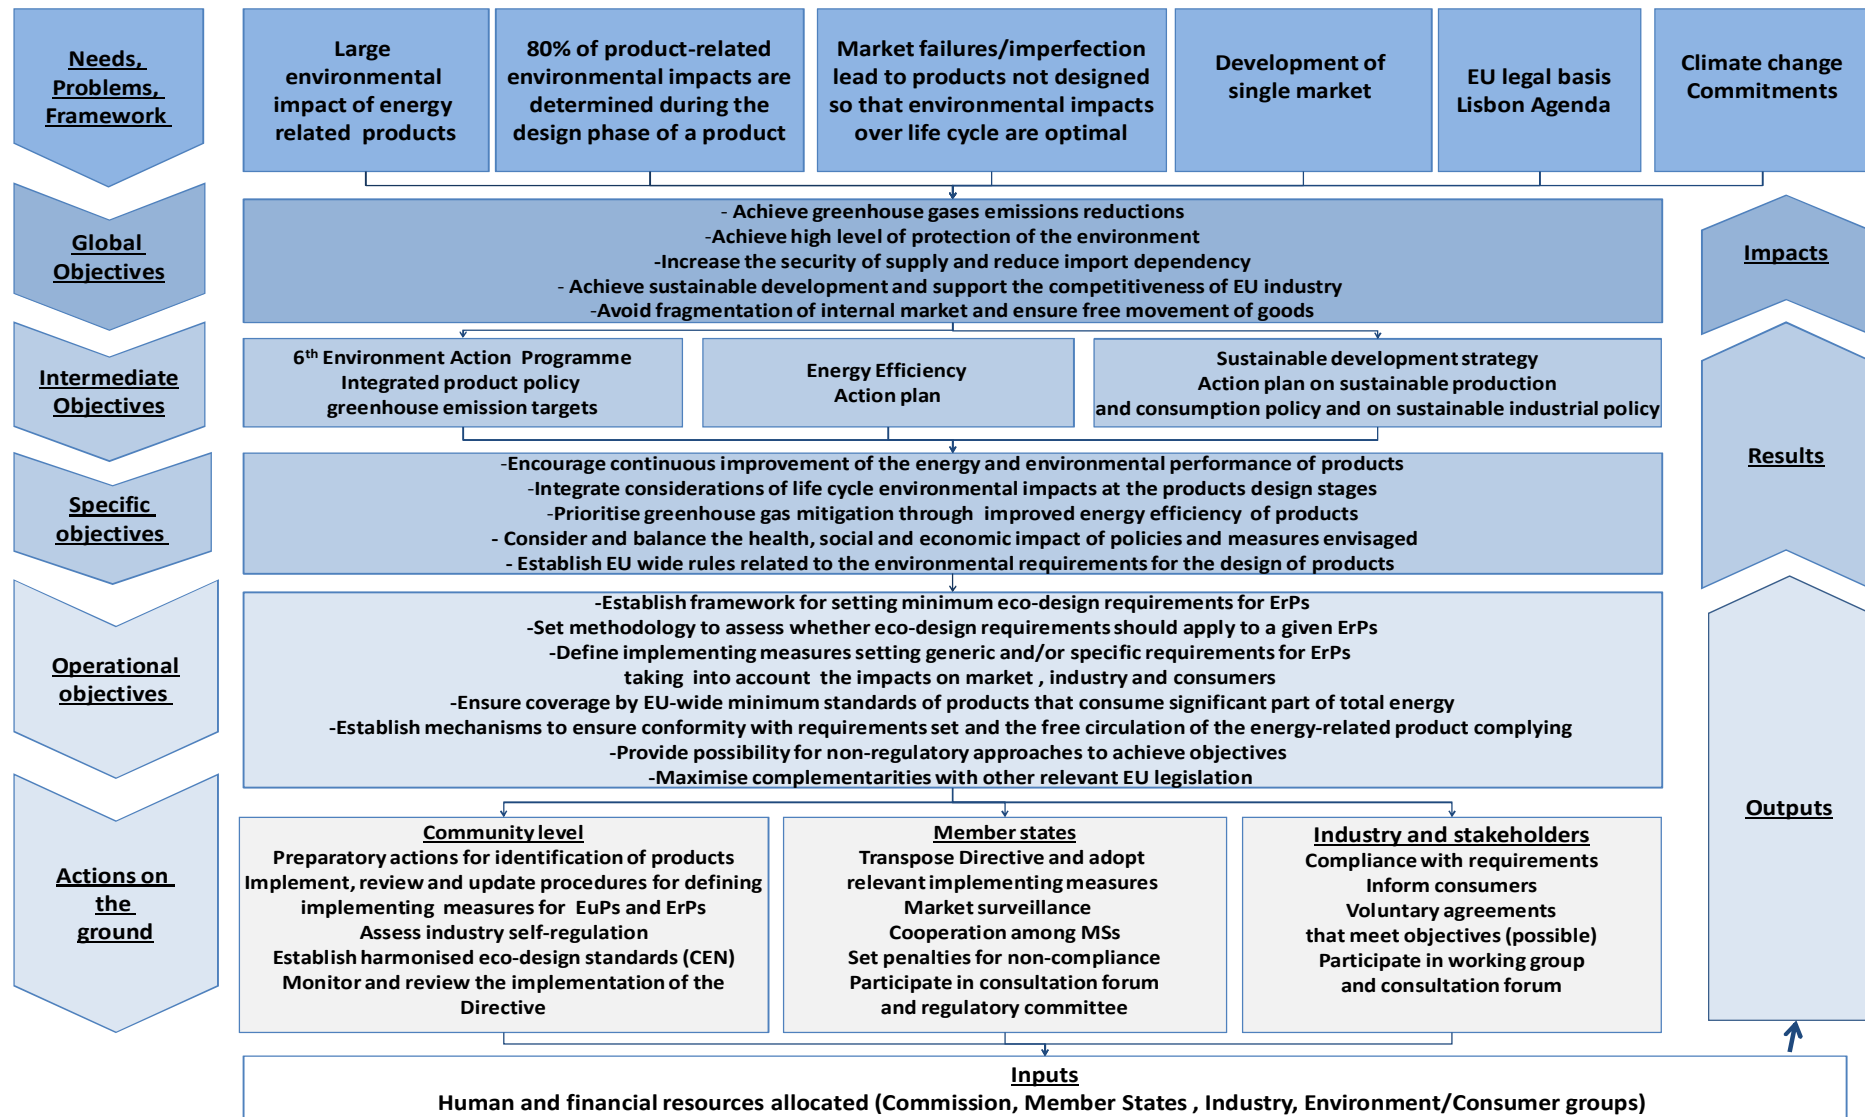 Needs,
Problems,
Framework
Large
environmental
impact of energy
related products
80% of product-related
environmental impacts are
determined during the
design phase of a product
Market failures/imperfection
lead to products not designed
so that environmental impacts
over life cycle are optimal
Development of
single market
EU legal basis
Lisbon Agenda
Climate change
Commitments
Global
Objectives
- Achieve greenhouse gases emissions reductions
-Achieve high level of protection of the environment
-Increase the security of supply and reduce import dependency
- Achieve sustainable development and support the competitiveness of EU industry
-Avoid fragmentation of internal market and ensure free movement of goods
Impacts
Intermediate
Objectives
6th Environment Action Programme
Integrated product policy
greenhouse emission targets
Energy Efficiency
Action plan
Sustainable development strategy
Action plan on sustainable production
and consumption policy and on sustainable industrial policy
Results
Specific
objectives
-Encourage continuous improvement of the energy and environmental performance of products
-Integrate considerations of life cycle environmental impacts at the products design stages
-Prioritise greenhouse gas mitigation through improved energy efficiency of products
- Consider and balance the health, social and economic impact of policies and measures envisaged
- Establish EU wide rules related to the environmental requirements for the design of products
Operational
objectives
-Establish framework for setting minimum eco-design requirements for ErPs
-Set methodology to assess whether eco-design requirements should apply to a given ErPs
-Define implementing measures setting generic and/or specific requirements for ErPs
taking into account the impacts on market , industry and consumers
-Ensure coverage by EU-wide minimum standards of products that consume significant part of total energy
-Establish mechanisms to ensure conformity with requirements set and the free circulation of the energy-related product complying
-Provide possibility for non-regulatory approaches to achieve objectives
-Maximise complementarities with other relevant EU legislation
Outputs
Actions on
the
ground
Community level
Preparatory actions for identification of products
Implement, review and update procedures for defining
implementing measures for EuPs and ErPs
Assess industry self-regulation
Establish harmonised eco-design standards (CEN)
Monitor and review the implementation of the
Directive
Member states
Transpose Directive and adopt
relevant implementing measures
Market surveillance
Cooperation among MSs
Set penalties for non-compliance
Participate in consultation forum
and regulatory committee
Industry and stakeholders
Compliance with requirements
Inform consumers
Voluntary agreements
that meet objectives (possible)
Participate in working group
and consultation forum
Inputs
Human and financial resources allocated (Commission, Member States , Industry, Environment/Consumer groups)